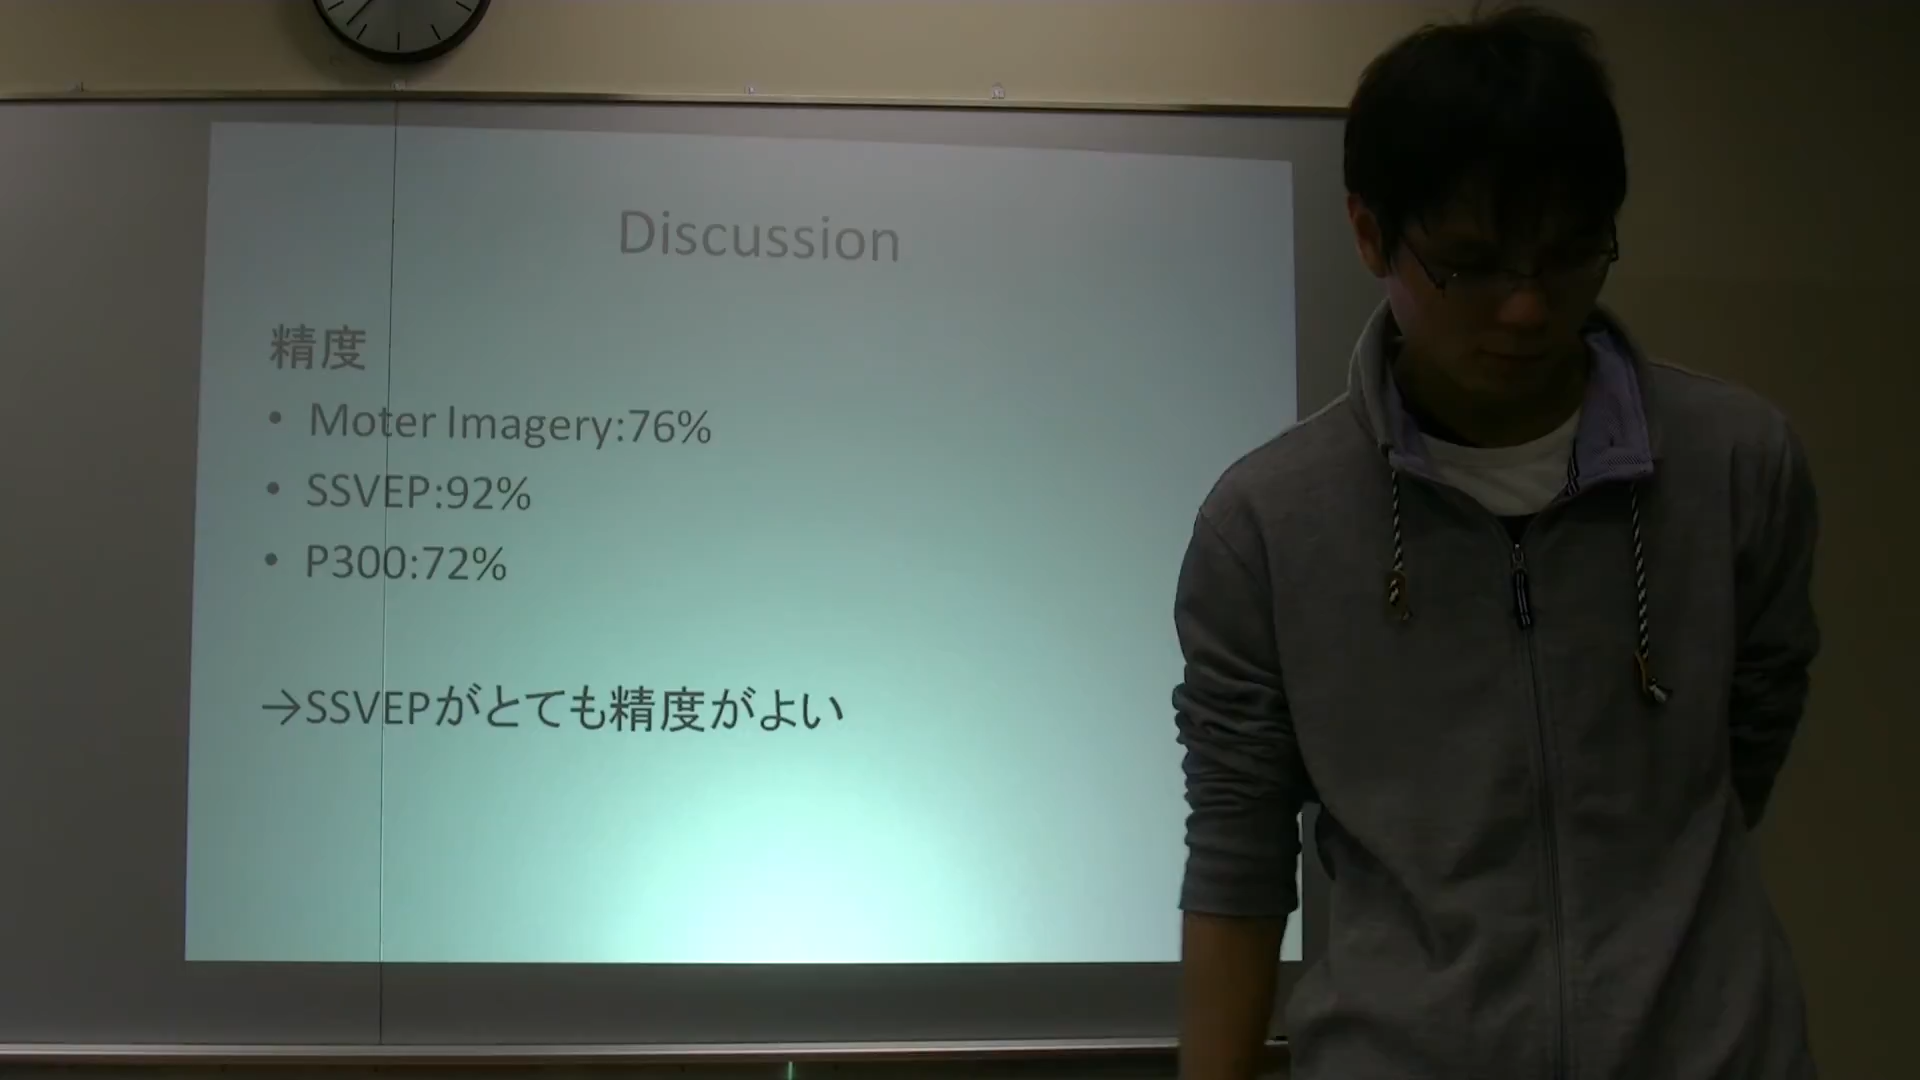 Discussion
精度
• Moter Imagery:76%
• SSVEP:92%
• P300:72%
→SSVEPがとても精度がよい